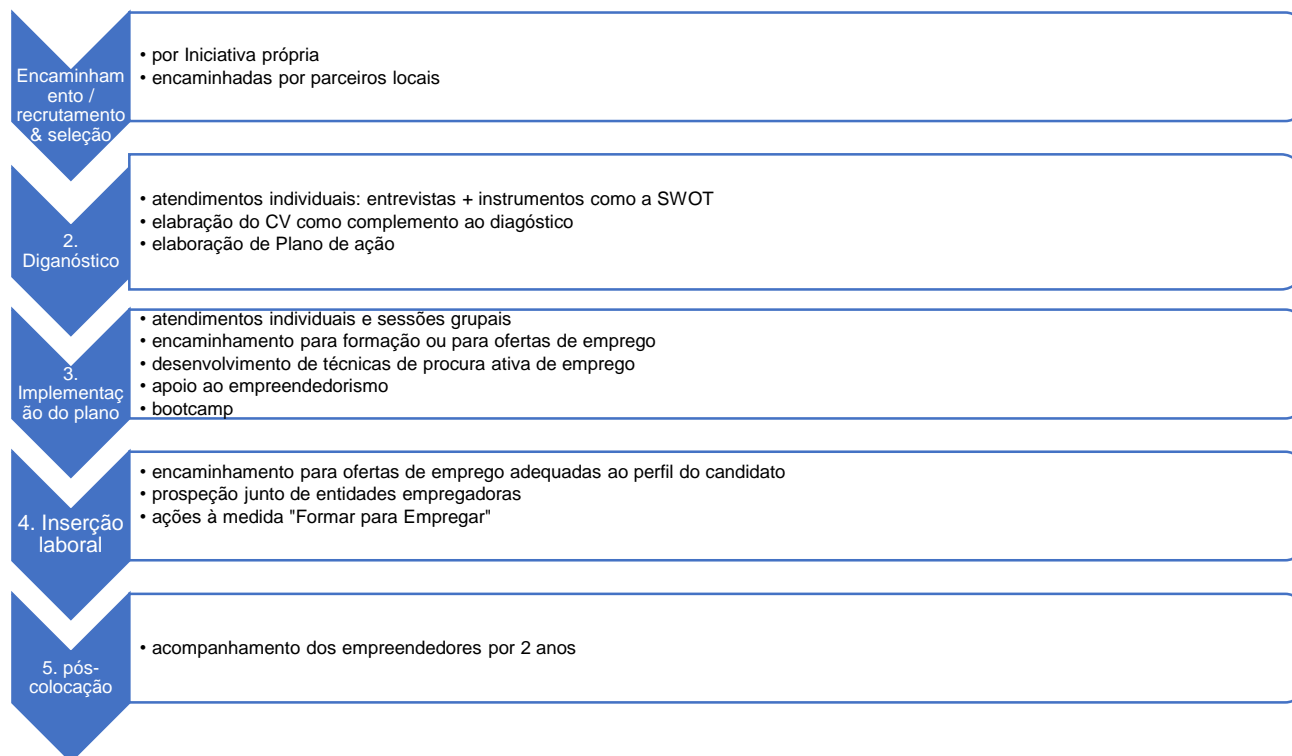 Encaminham
ento /
recrutamento
& seleção
• por Iniciativa própria
• encaminhadas por parceiros locais
2.
Diganóstico
• atendimentos individuais: entrevistas + instrumentos como a SWOT
• elabração do CV como complemento ao diagóstico
• elaboração de Plano de ação
3.
Implementaç
ão do plano
• atendimentos individuais e sessões grupais
• encaminhamento para formação ou para ofertas de emprego
• desenvolvimento de técnicas de procura ativa de emprego
• apoio ao empreendedorismo
• bootcamp
4. Inserção
laboral
• encaminhamento para ofertas de emprego adequadas ao perfil do candidato
• prospeção junto de entidades empregadoras
• ações à medida "Formar para Empregar"
5. pós-
colocação
• acompanhamento dos empreendedores por 2 anos